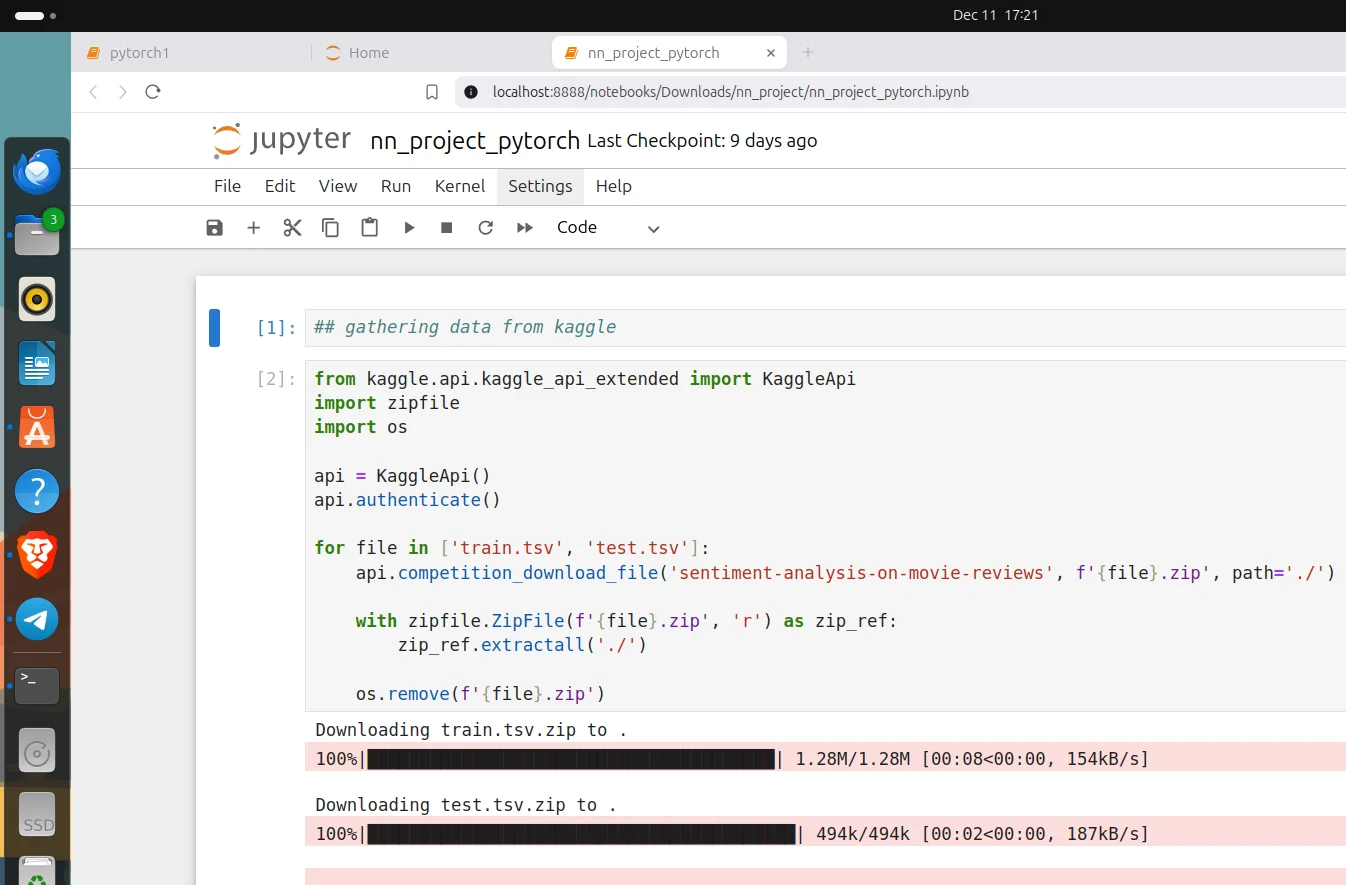 Dec 11 17:21
pytorch1
Home
nn_project_pytorch
localhost:8888/notebooks/Downloads/nn_project/nn_project_pytorch.ipynb
jupyter nn_project_pytorch Last Checkpoint: 9 days ago
File Edit View Run Kernel Settings Help
Code
3
[1]: ## gathering data from kaggle
[2]: from kaggle.api.kaggle_api_extended import KaggleApi
import zipfile
import os
api = KaggleApi()
api.authenticate()
for file in ['train.tsv', 'test.tsv']:
    api.competition_download_file('sentiment-analysis-on-movie-reviews', f'{file}.zip', path='./')
    with zipfile.ZipFile(f'{file}.zip', 'r') as zip_ref:
        zip_ref.extractall('./')
    os.remove(f'{file}.zip')
Downloading train.tsv.zip to .
100%|███████████████████████████████████████| 1.28M/1.28M [00:08<00:00, 154kB/s]
Downloading test.tsv.zip to .
100%|█████████████████████████████████████████| 494k/494k [00:02<00:00, 187kB/s]
SSD